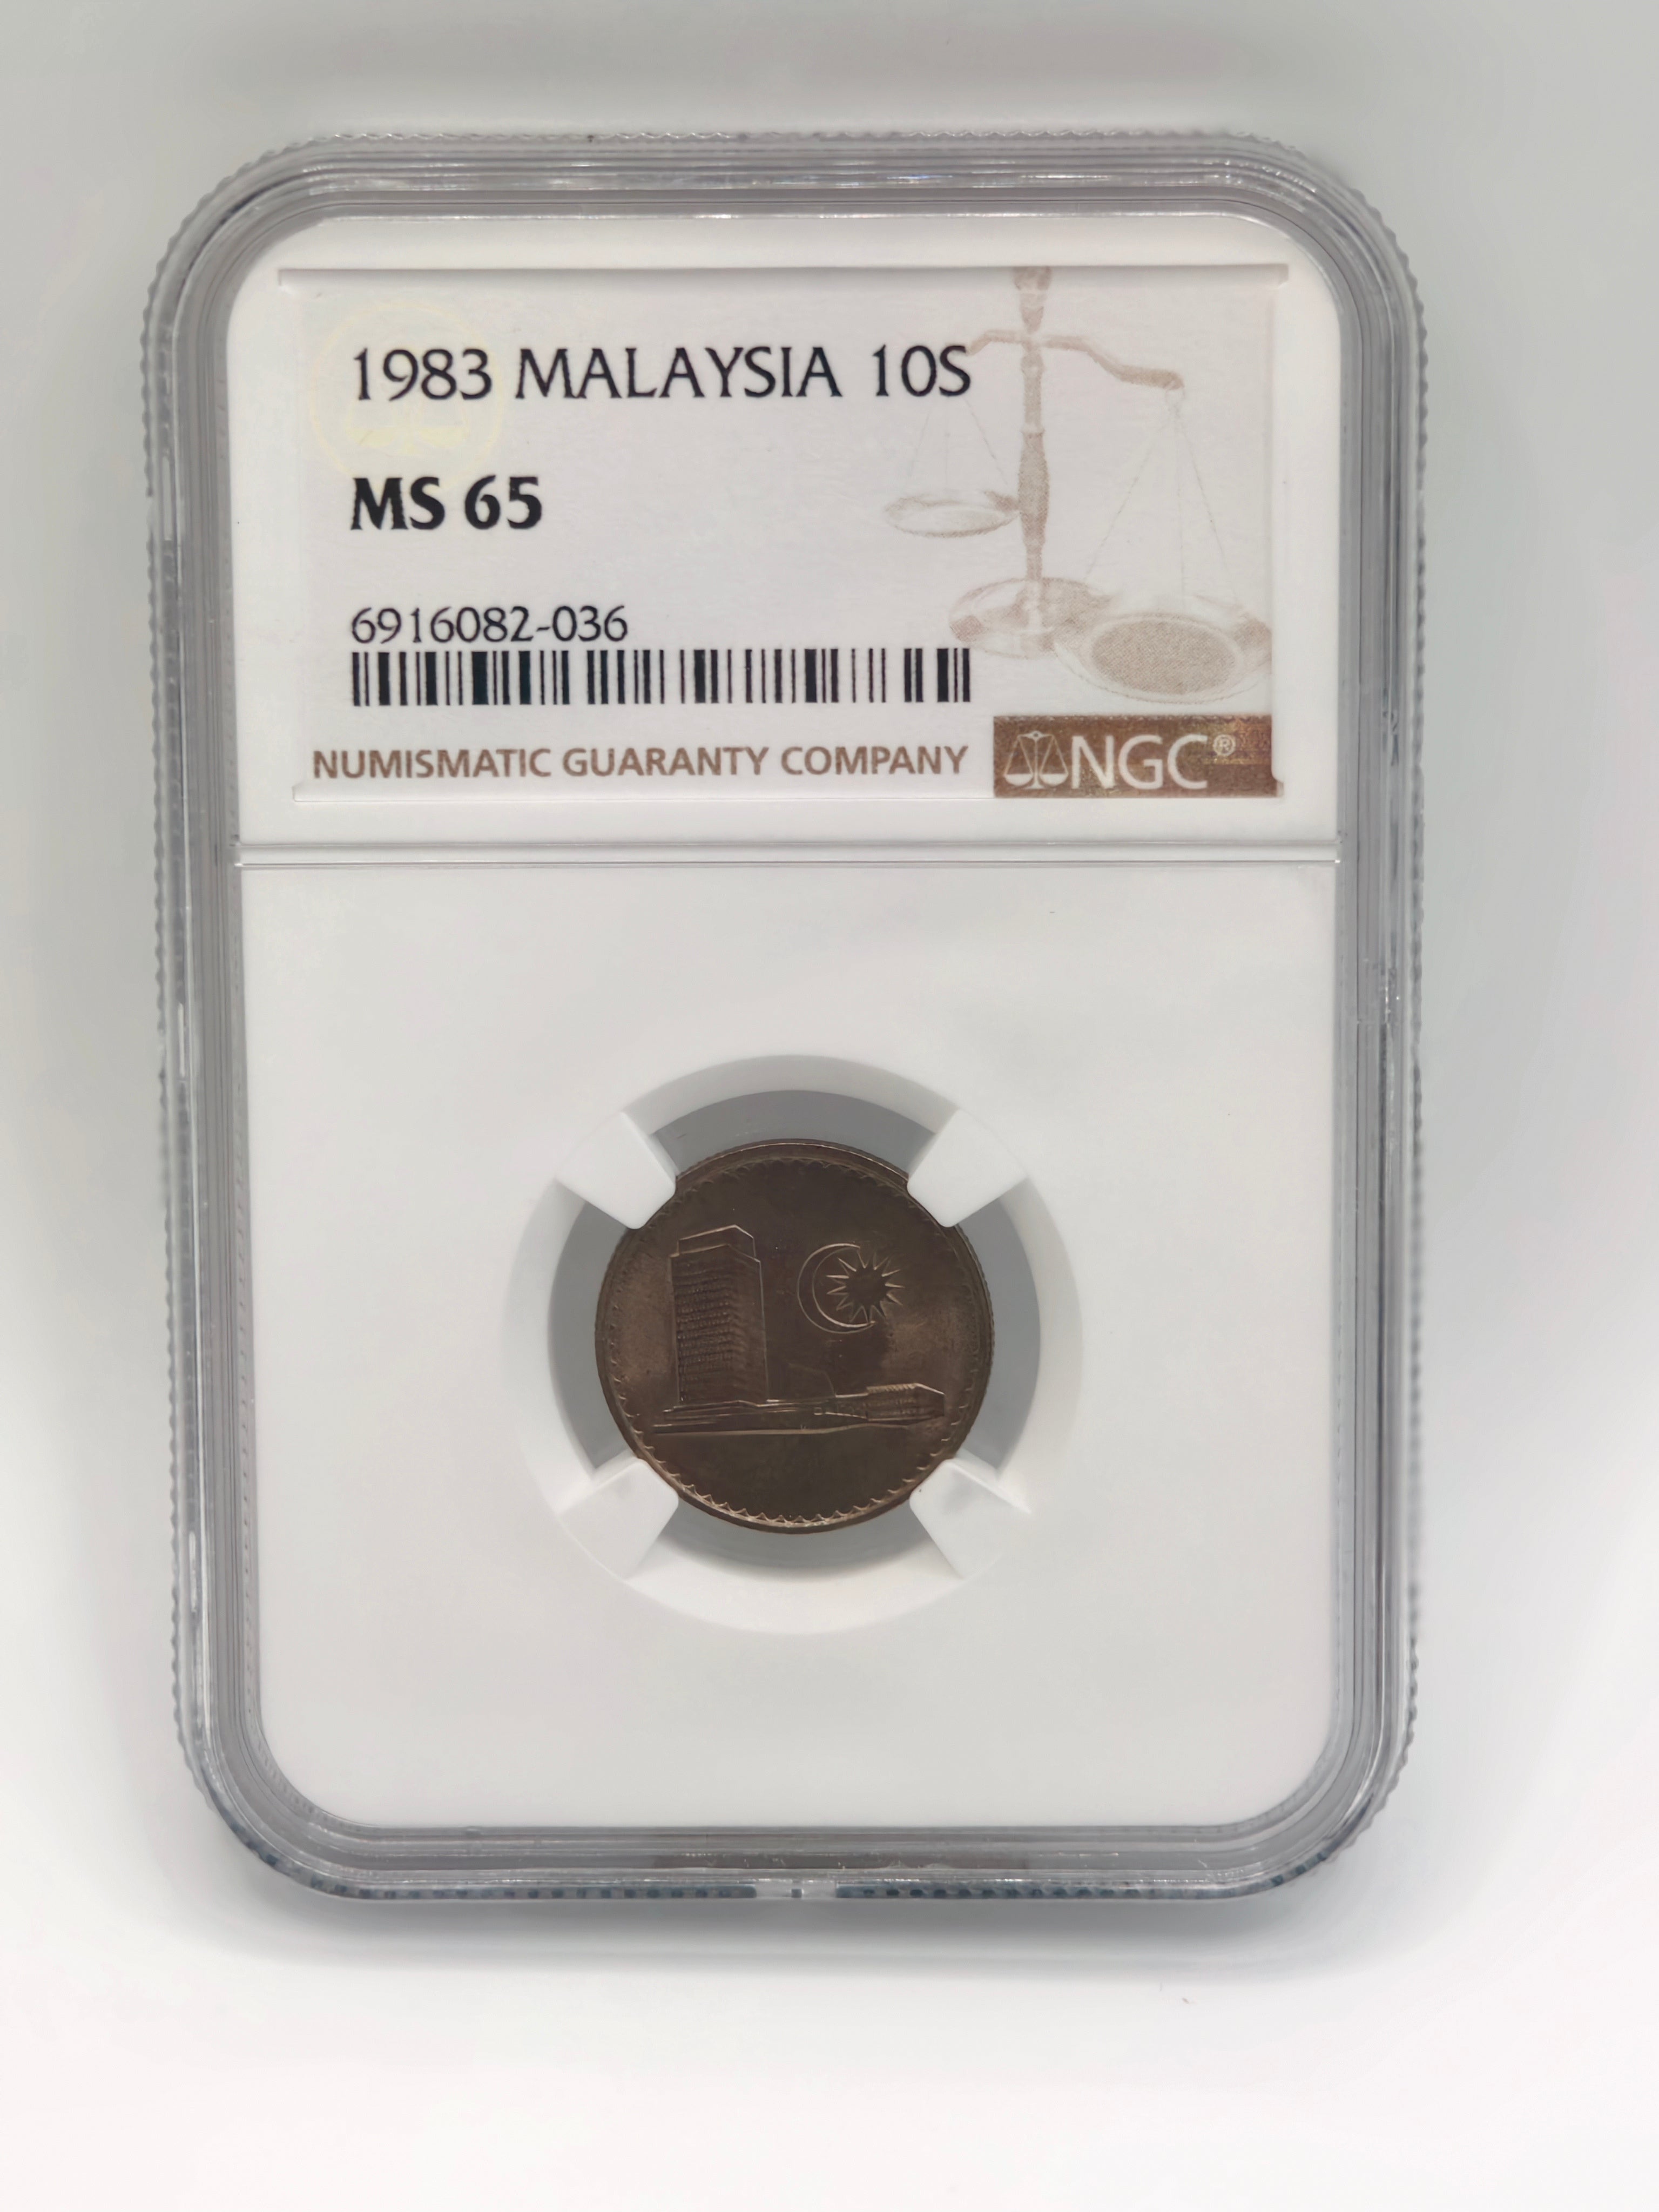 1983 MALAYSIA 10S
MS 65
6916082-036
NUMISMATIC GUARANTY COMPANY
NGC®